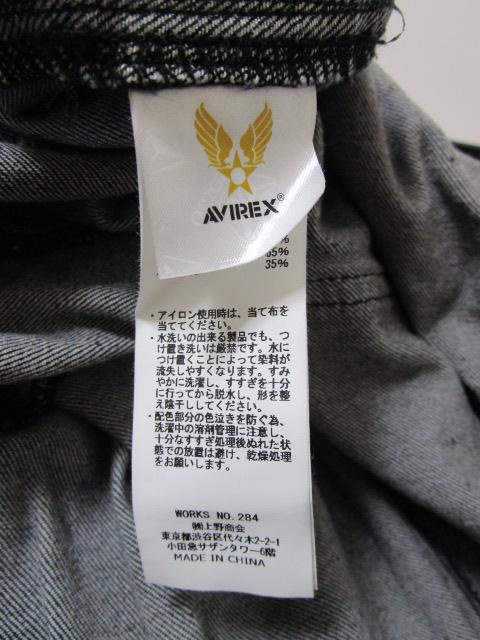 AVIREX®
%
65%
35%
・アイロン使用時は、当て布を
当ててください。
・水洗いの出来る製品でも、つ
け置き洗いは厳禁です。水に
つけ置くことによって染料が
流失しやすくなります。すみ
やかに洗濯し、すすぎを十分
に行ってから脱水し、形を整
え陰干ししてください。
・配色部分の色泣きを防ぐ為、
洗濯中の溶剤管理に注意し、
十分なすすぎ処理後ぬれた状
態での放置は避け、乾燥処理
をお願いします。
WORKS NO. 284
㈱上野商会
東京都渋谷区代々木2-2-1
小田急サザンタワー6階
MADE IN CHINA